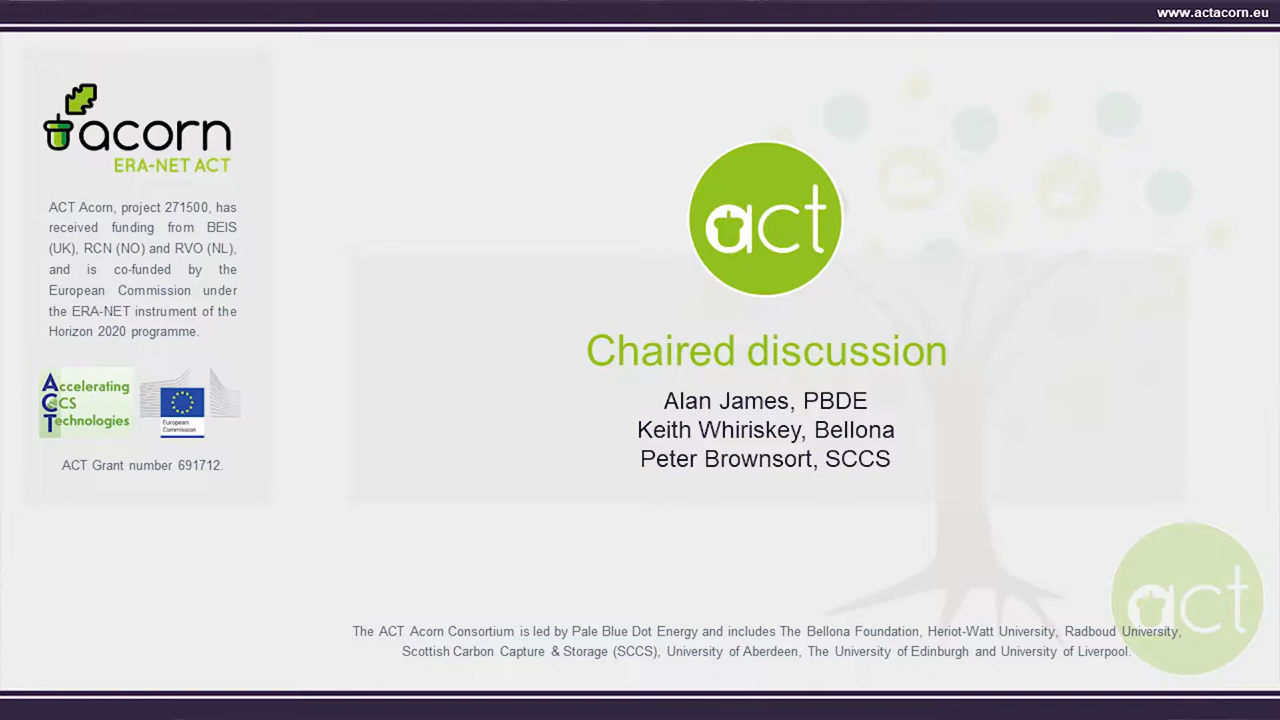 www.actacorn.eu
acorn
ERA-NET ACT
ACT Acorn, project 271500, has
received funding from BEIS
(UK), RCN (NO) and RVO (NL),
and is co-funded by the
European Commission under
the ERA-NET instrument of the
Horizon 2020 programme.
Accelerating
CCS
Technologies
European
Commission
ACT Grant number 691712.
act
Chaired discussion
Alan James, PBDE
Keith Whiriskey, Bellona
Peter Brownsort, SCCS
act
The ACT Acorn Consortium is led by Pale Blue Dot Energy and includes The Bellona Foundation, Heriot-Watt University, Radboud University,
Scottish Carbon Capture & Storage (SCCS), University of Aberdeen, The University of Edinburgh and University of Liverpool.